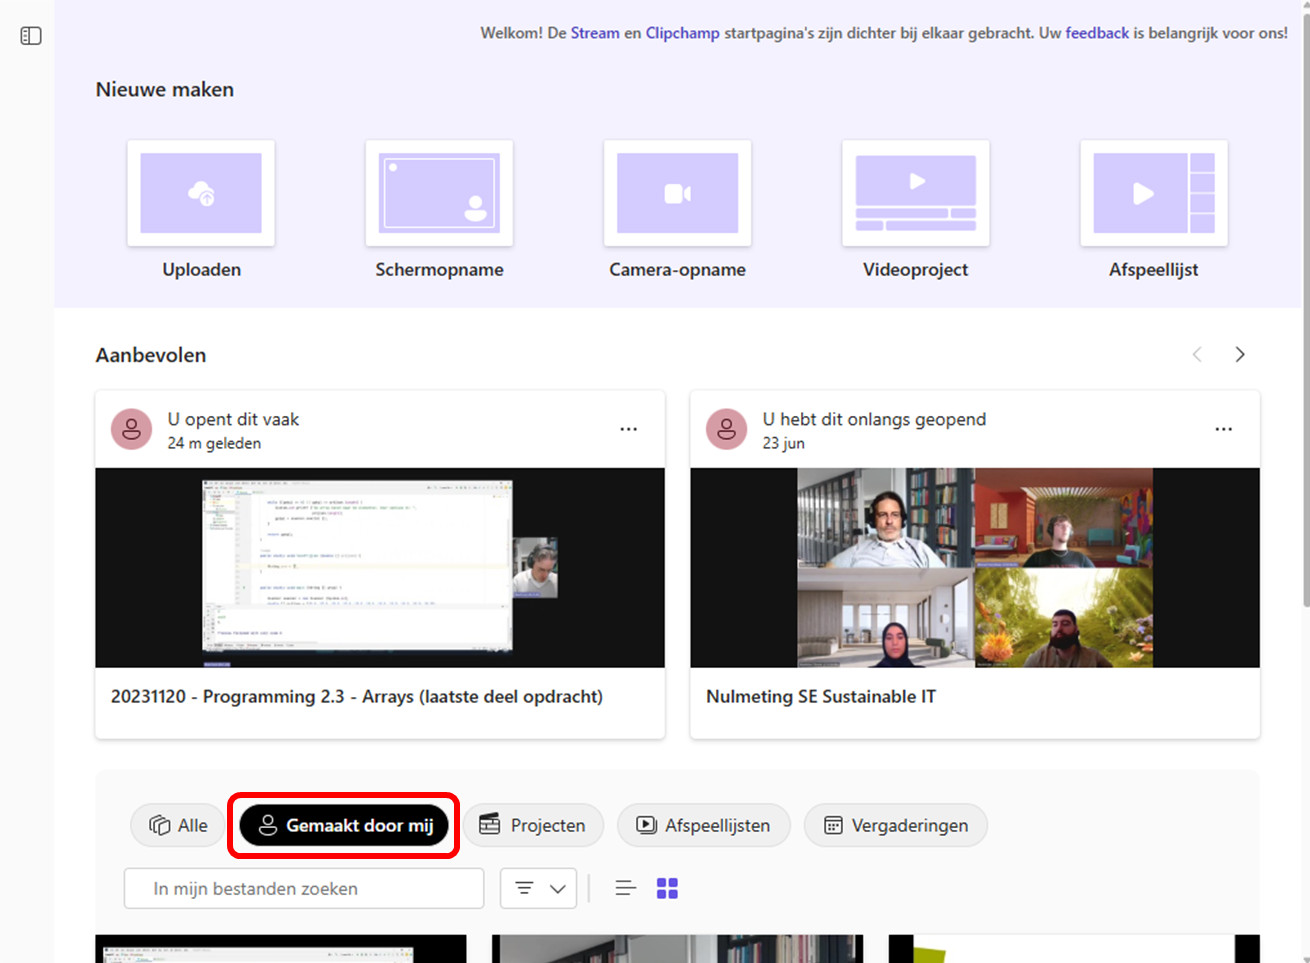 Welkom! De Stream en Clipchamp startpagina's zijn dichter bij elkaar gebracht. Uw feedback is belangrijk voor ons!
Nieuwe maken
Uploaden
Schermopname
Camera-opname
Videoproject
Afspeellijst
Aanbevolen
U opent dit vaak
24 m geleden
U hebt dit onlangs geopend
23 jun
20231120 - Programming 2.3 - Arrays (laatste deel opdracht)
Nulmeting SE Sustainable IT
Alle
Gemaakt door mij
Projecten
Afspeellijsten
Vergaderingen
In mijn bestanden zoeken